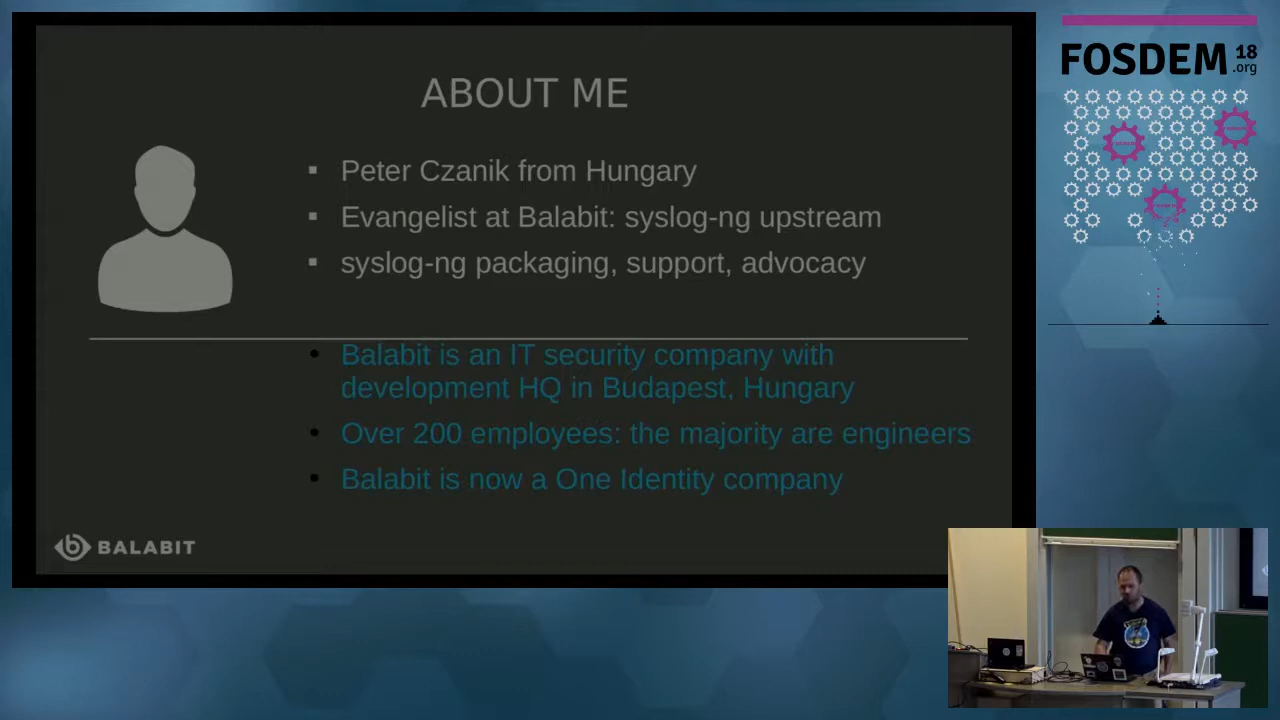 ABOUT ME
▪ Peter Czanik from Hungary
▪ Evangelist at Balabit: syslog-ng upstream
▪ syslog-ng packaging, support, advocacy
• Balabit is an IT security company with
development HQ in Budapest, Hungary
• Over 200 employees: the majority are engineers
• Balabit is now a One Identity company
BALABIT
FOSDEM 18
.org